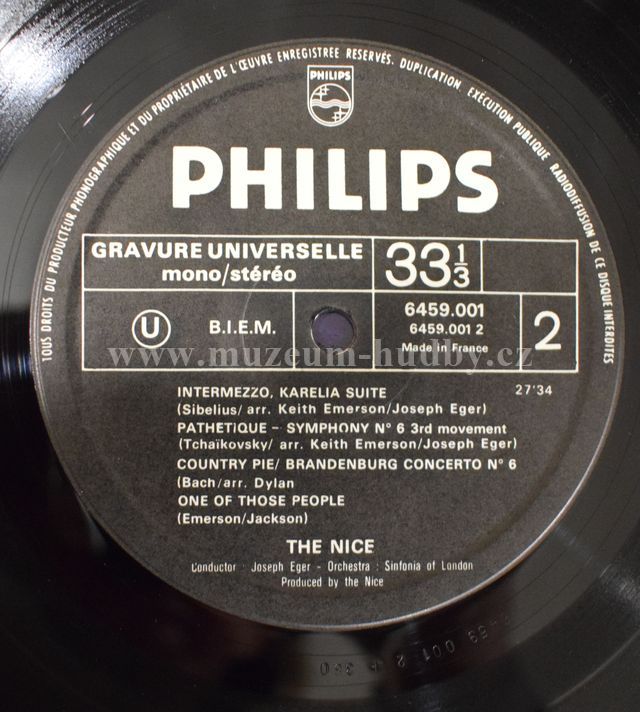 TOUS DROITS DU PRODUCTEUR PHONOGRAPHIQUE ET DU PROPRIÉTAIRE DE L'ŒUVRE ENREGISTREE RESERVÉS. DUPLICATION, EXÉCUTION PUBLIQUE RADIODIFFUSION DE CE DISQUE INTERDITES
PHILIPS
PHILIPS
GRAVURE UNIVERSELLE
mono/stéréo
33 1/3
U
B.I.E.M.
6459.001
6459.001 2
Made in France
2
www.muzeum-hudby.cz
INTERMEZZO, KARELIA SUITE 27'34
(Sibelius/ arr. Keith Emerson/Joseph Eger)
PATHETIQUE – SYMPHONY N° 6 3rd movement
(Tchaïkovsky/ arr. Keith Emerson/Joseph Eger)
COUNTRY PIE/ BRANDENBURG CONCERTO N° 6
(Bach/arr. Dylan
ONE OF THOSE PEOPLE
(Emerson/Jackson)
THE NICE
Conductor : Joseph Eger - Orchestra : Sinfonia of London
Produced by the Nice